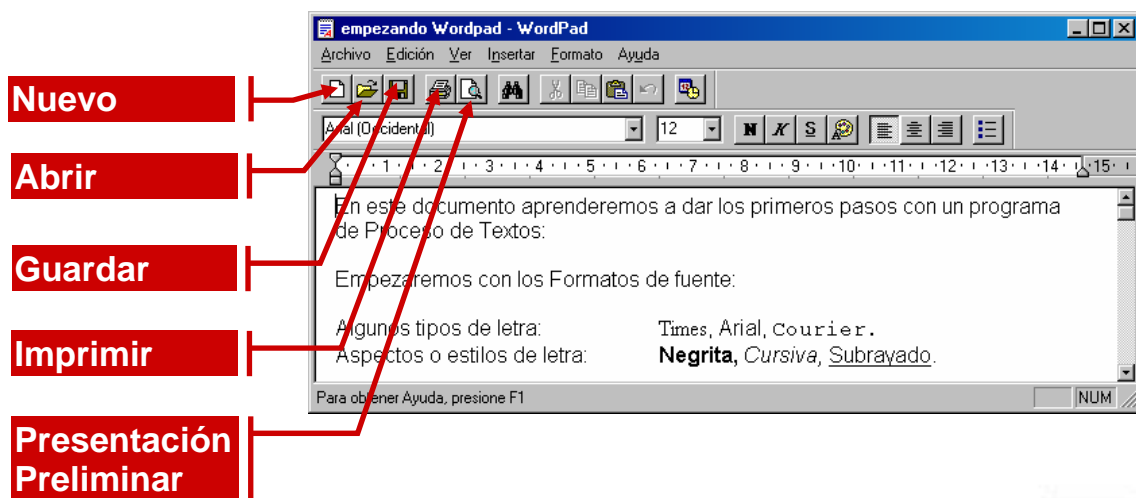 empezando Wordpad - WordPad
Archivo Edición Ver Insertar Formato Ayuda
Nuevo
Arial (Occidental) 12 N K S
Abrir
1 2 3 4 5 6 7 8 9 10 11 12 13 14 15
En este documento aprenderemos a dar los primeros pasos con un programa
de Proceso de Textos:
Guardar
Empezaremos con los Formatos de fuente:
Algunos tipos de letra: Times, Arial, Courier.
Imprimir
Aspectos o estilos de letra: Negrita, Cursiva, Subrayado.
Para obtener Ayuda, presione F1 NUM
Presentación
Preliminar